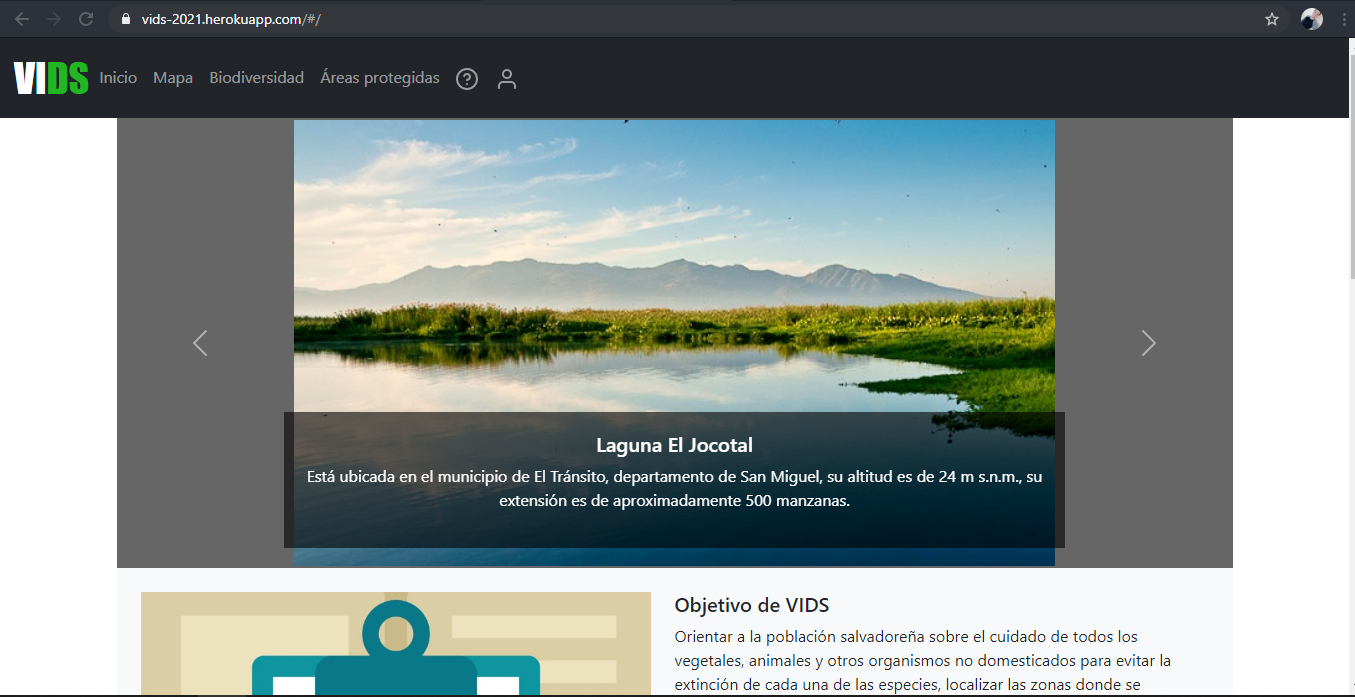 vids-2021.herokuapp.com/#/
VIDS Inicio Mapa Biodiversidad Áreas protegidas
Laguna El Jocotal
Está ubicada en el municipio de El Tránsito, departamento de San Miguel, su altitud es de 24 m s.n.m., su
extensión es de aproximadamente 500 manzanas.
Objetivo de VIDS
Orientar a la población salvadoreña sobre el cuidado de todos los
vegetales, animales y otros organismos no domesticados para evitar la
extinción de cada una de las especies, localizar las zonas donde se